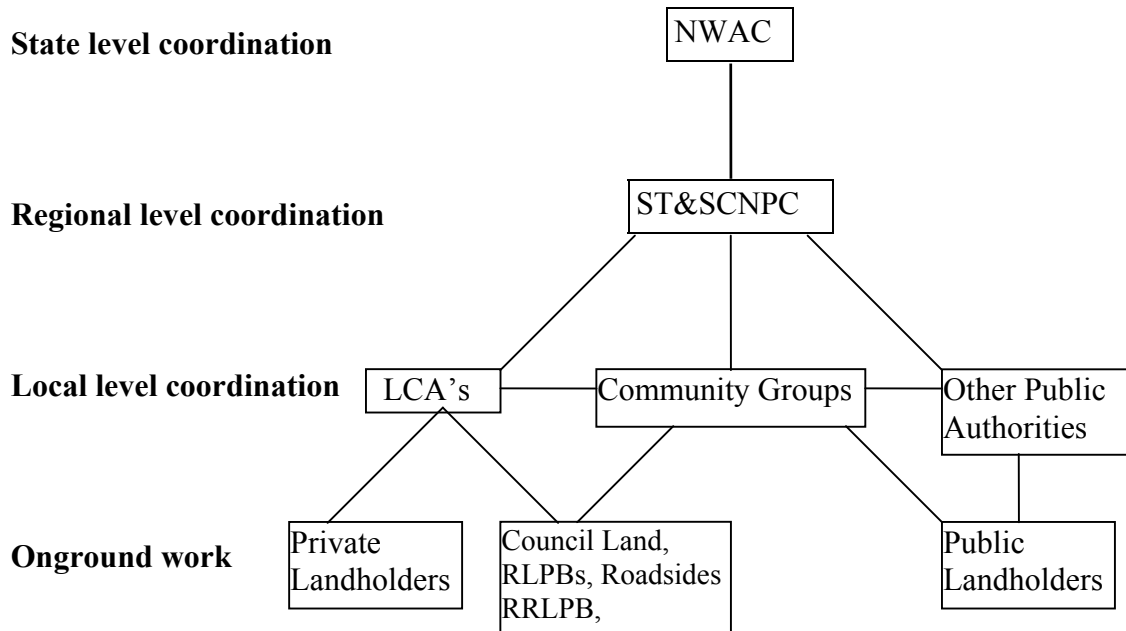 State level coordination
NWAC
Regional level coordination
ST&SCNPC
Local level coordination
LCA’s
Community Groups
Other Public
Authorities
Onground work
Private
Landholders
Council Land,
RLPBs, Roadsides
RRLPB,
Public
Landholders